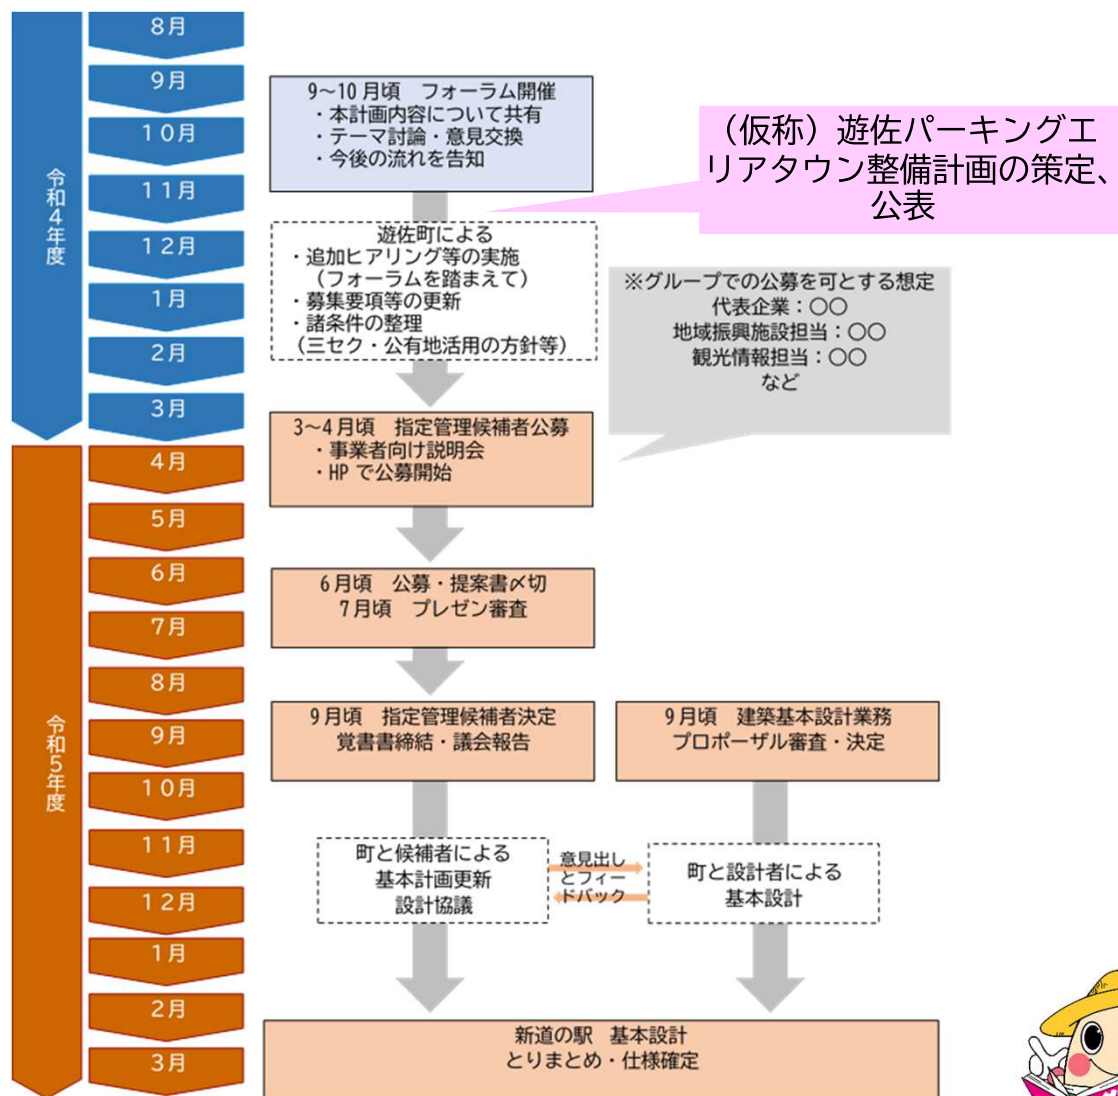 令和4年度
8月
9月
10月
11月
12月
1月
2月
3月
令和5年度
4月
5月
6月
7月
8月
9月
10月
11月
12月
1月
2月
3月
9~10月頃　フォーラム開催
・本計画内容について共有
・テーマ討論・意見交換
・今後の流れを告知
（仮称）遊佐パーキングエ
リアタウン整備計画の策定、
公表
遊佐町による
・追加ヒアリング等の実施
（フォーラムを踏まえて）
・募集要項等の更新
・諸条件の整理
（三セク・公有地活用の方針等）
※グループでの公募を可とする想定
代表企業：〇〇
地域振興施設担当：〇〇
観光情報担当：〇〇
など
3~4月頃　指定管理候補者公募
・事業者向け説明会
・HPで公募開始
6月頃　公募・提案書〆切
7月頃　プレゼン審査
9月頃　指定管理候補者決定
覚書書締結・議会報告
9月頃　建築基本設計業務
プロポーザル審査・決定
町と候補者による
基本計画更新
設計協議
意見出し
とフィー
ドバック
町と設計者による
基本設計
新道の駅　基本設計
とりまとめ・仕様確定